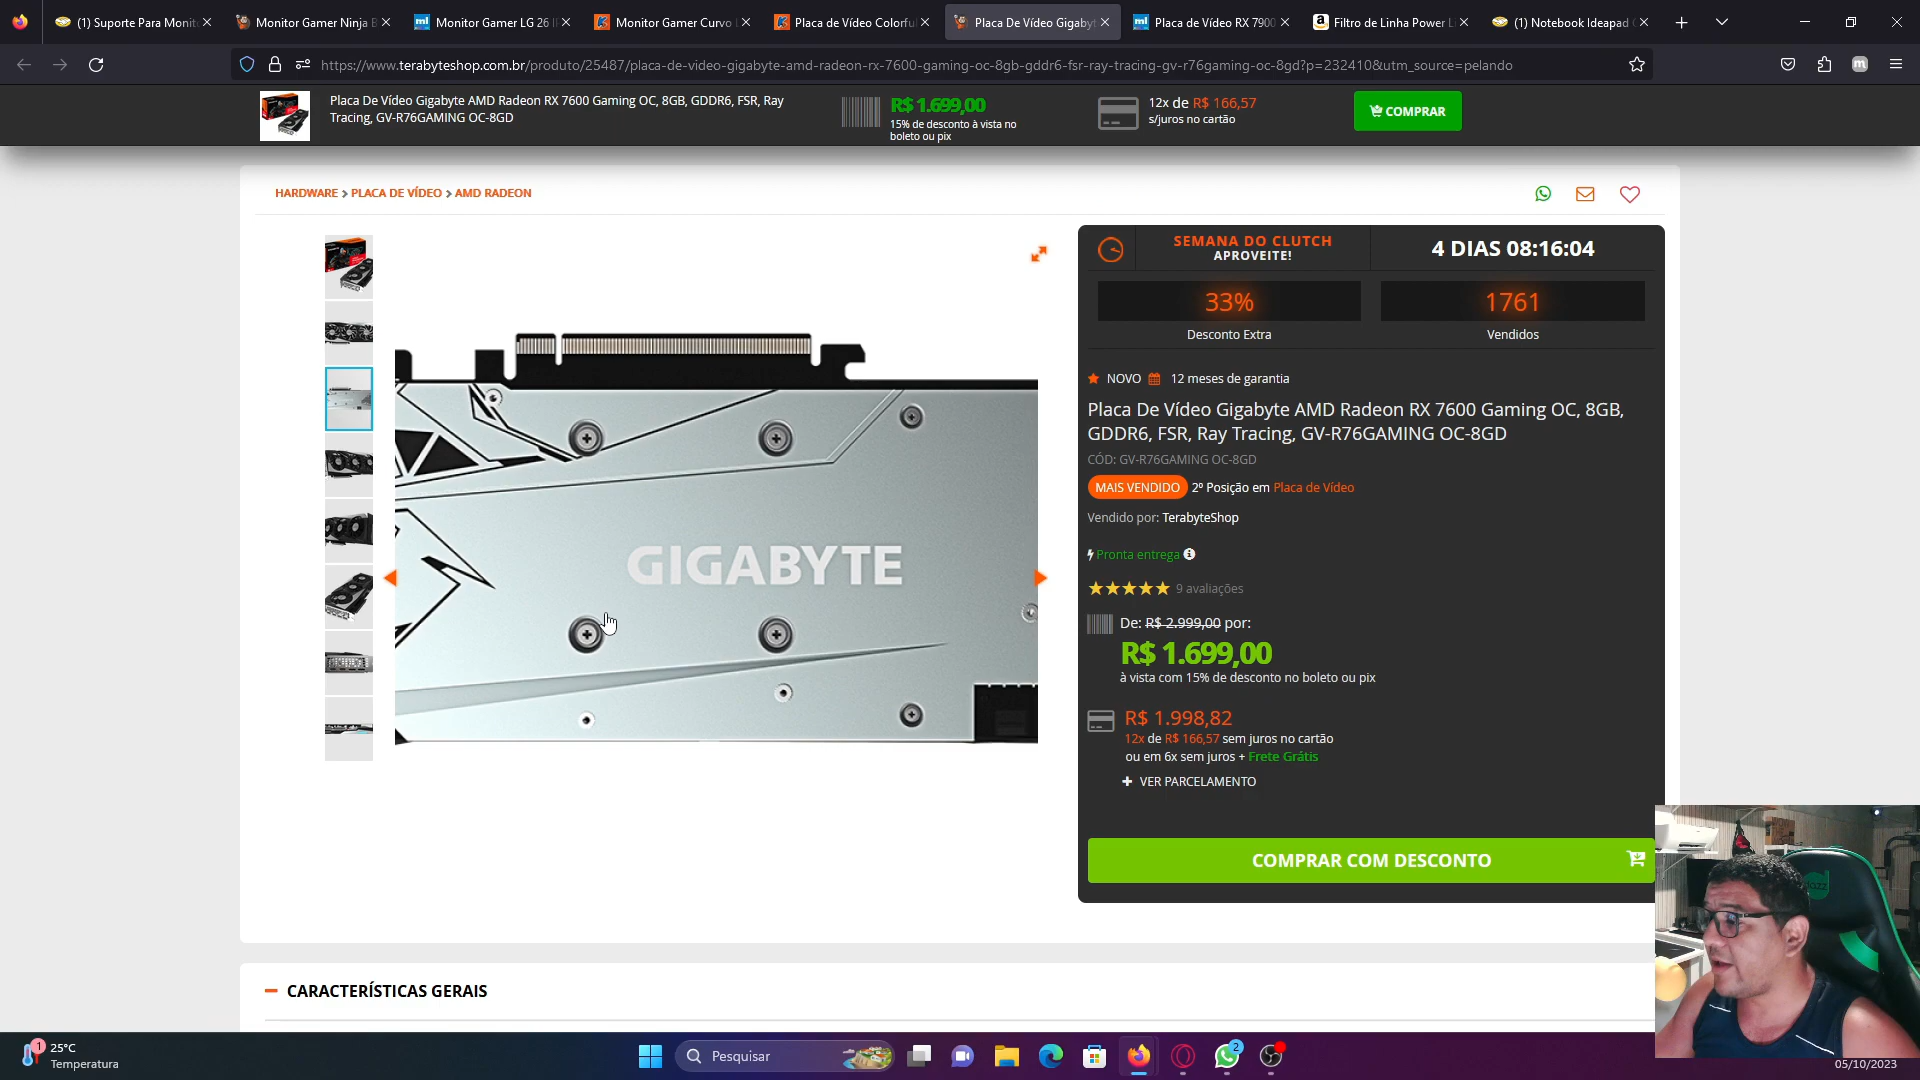 (1) Suporte Para Monito
Monitor Gamer Ninja B
Monitor Gamer LG 26 I
Monitor Gamer Curvo L
Placa de Vídeo Colorfu
Placa De Vídeo Gigabyt
Placa de Vídeo RX 7900
Filtro de Linha Power L
(1) Notebook Ideapad
https://www.terabyteshop.com.br/produto/25487/placa-de-video-gigabyte-amd-radeon-rx-7600-gaming-oc-8gb-gddr6-fsr-ray-tracing-gv-r76gaming-oc-8gd?p=232410&utm_source=pelando
Placa De Vídeo Gigabyte AMD Radeon RX 7600 Gaming OC, 8GB, GDDR6, FSR, Ray
Tracing, GV-R76GAMING OC-8GD
R$ 1.699,00
15% de desconto à vista no
boleto ou pix
12x de R$ 166,57
s/juros no cartão
COMPRAR
HARDWARE > PLACA DE VÍDEO > AMD RADEON
SEMANA DO CLUTCH
APROVEITE!
4 DIAS 08:16:04
33%
Desconto Extra
1761
Vendidos
NOVO 12 meses de garantia
Placa De Vídeo Gigabyte AMD Radeon RX 7600 Gaming OC, 8GB,
GDDR6, FSR, Ray Tracing, GV-R76GAMING OC-8GD
CÓD: GV-R76GAMING OC-8GD
MAIS VENDIDO 2º Posição em Placa de Vídeo
Vendido por: TerabyteShop
Pronta entrega
9 avaliações
De: R$ 2.999,00 por:
R$ 1.699,00
à vista com 15% de desconto no boleto ou pix
R$ 1.998,82
12x de R$ 166,57 sem juros no cartão
ou em 6x sem juros + Frete Grátis
+ VER PARCELAMENTO
COMPRAR COM DESCONTO
GIGABYTE
CARACTERÍSTICAS GERAIS
1
25°C
Temperatura
Pesquisar
2
05/10/2023